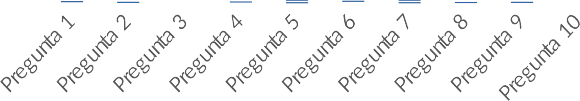 Pregunta 1
Pregunta 2
Pregunta 3
Pregunta 4
Pregunta 5
Pregunta 6
Pregunta 7
Pregunta 8
Pregunta 9
Pregunta 10